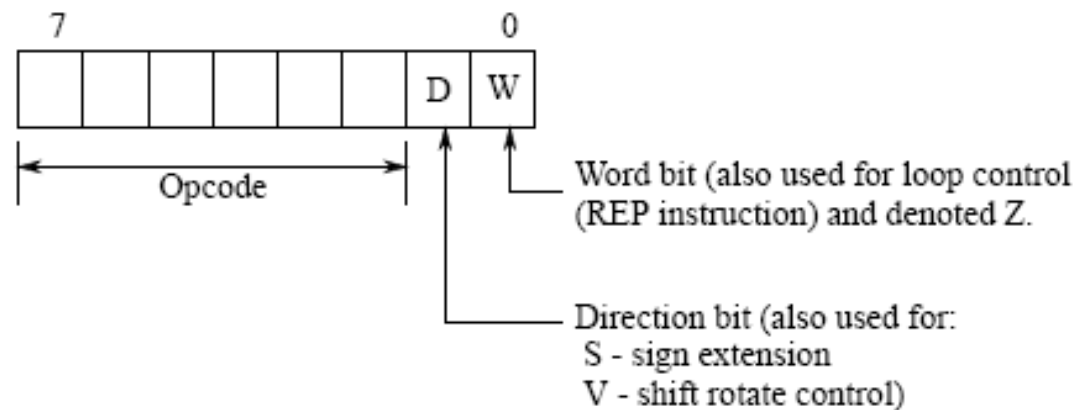 7 0
D W
Opcode
Word bit (also used for loop control
(REP instruction) and denoted Z.
Direction bit (also used for:
S - sign extension
V - shift rotate control)